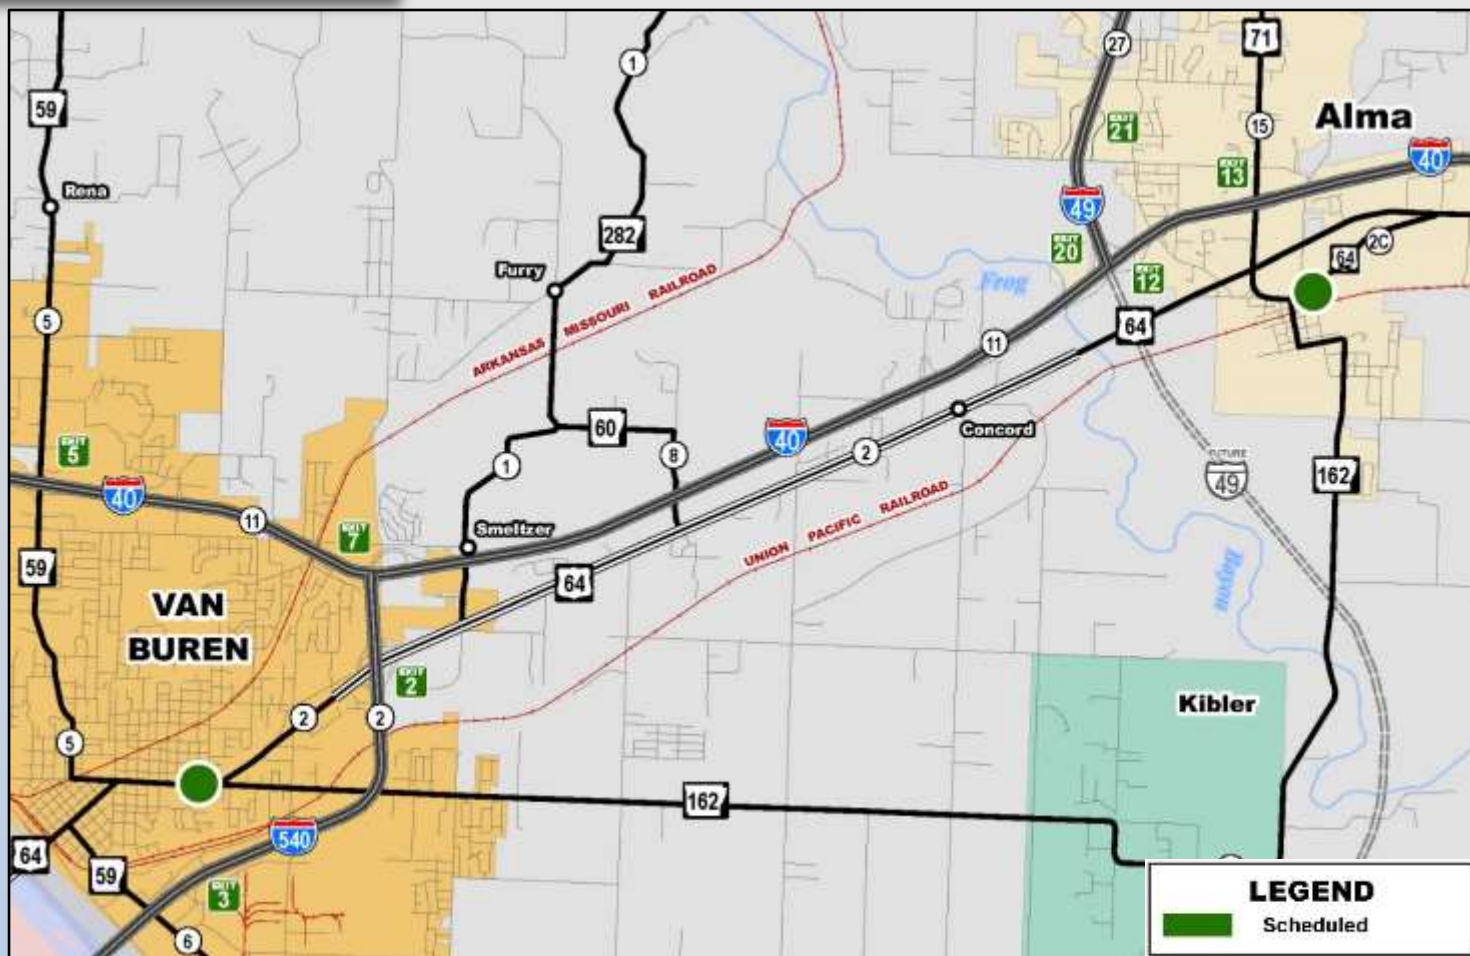 27
71
1
59
Alma
EXIT
21
15
40
EXIT
13
Rena
49
282
EXIT
20
64
2C
Furry
Frog
EXIT
12
ARKANSAS MISSOURI RAILROAD
5
64
11
60
40
Concord
EXIT
5
1
8
2
FUTURE
49
162
40
11
UNION PACIFIC RAILROAD
Smeltzer
EXIT
7
59
64
Bayou
VAN
BUREN
EXIT
2
Kibler
2
2
5
162
540
64
59
EXIT
3
6
LEGEND
Scheduled